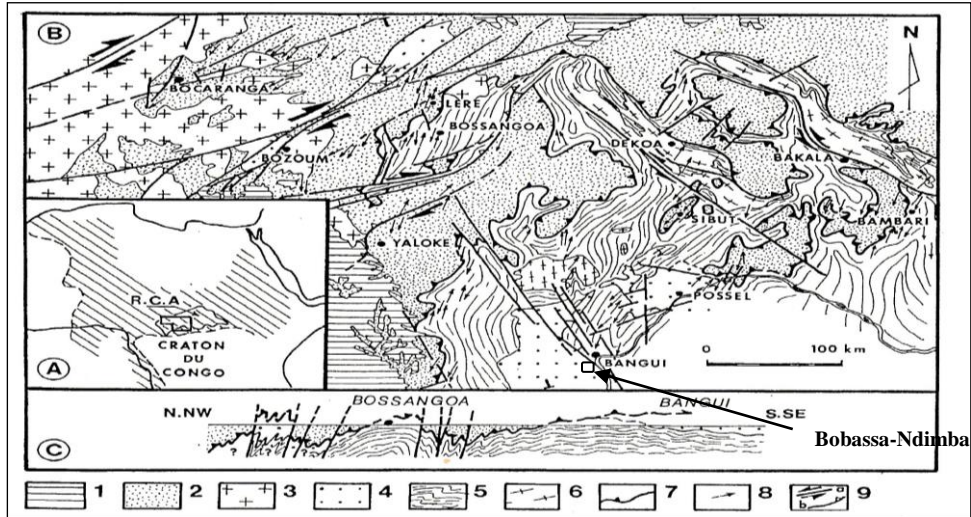 B
N
BOCARANGA
LERE
BOSSANGOA
BOZOUM
DEKOA
BAKALA
SIBUT
BAMBARI
YALOKE
POSSEL
R.C.A
CRATON
DU
CONGO
A
0 100 km
BANGUI
BOSSANGOA BANGUI
N.NW S.SE
C
Bobassa-Ndimba
? ? ? ?
1 2 3 4 5 6 7 8 9
a
b